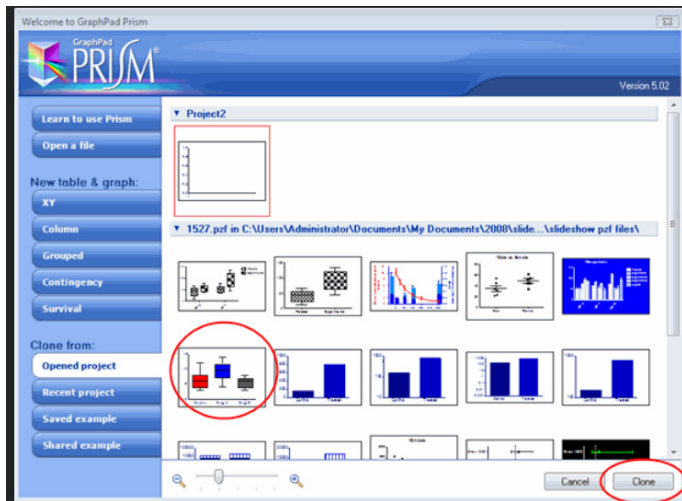 Welcome to GraphPad Prism
GraphPad
PRISM®
Version 5.02
Learn to use Prism
Open a file
New table & graph:
XY
Column
Grouped
Contingency
Survival
Clone from:
Opened project
Recent project
Saved example
Shared example
Project2
1527.pzf in C:\Users\Administrator\Documents\My Documents\2008\slide...\slideshow pzf files\
Cancel
Clone